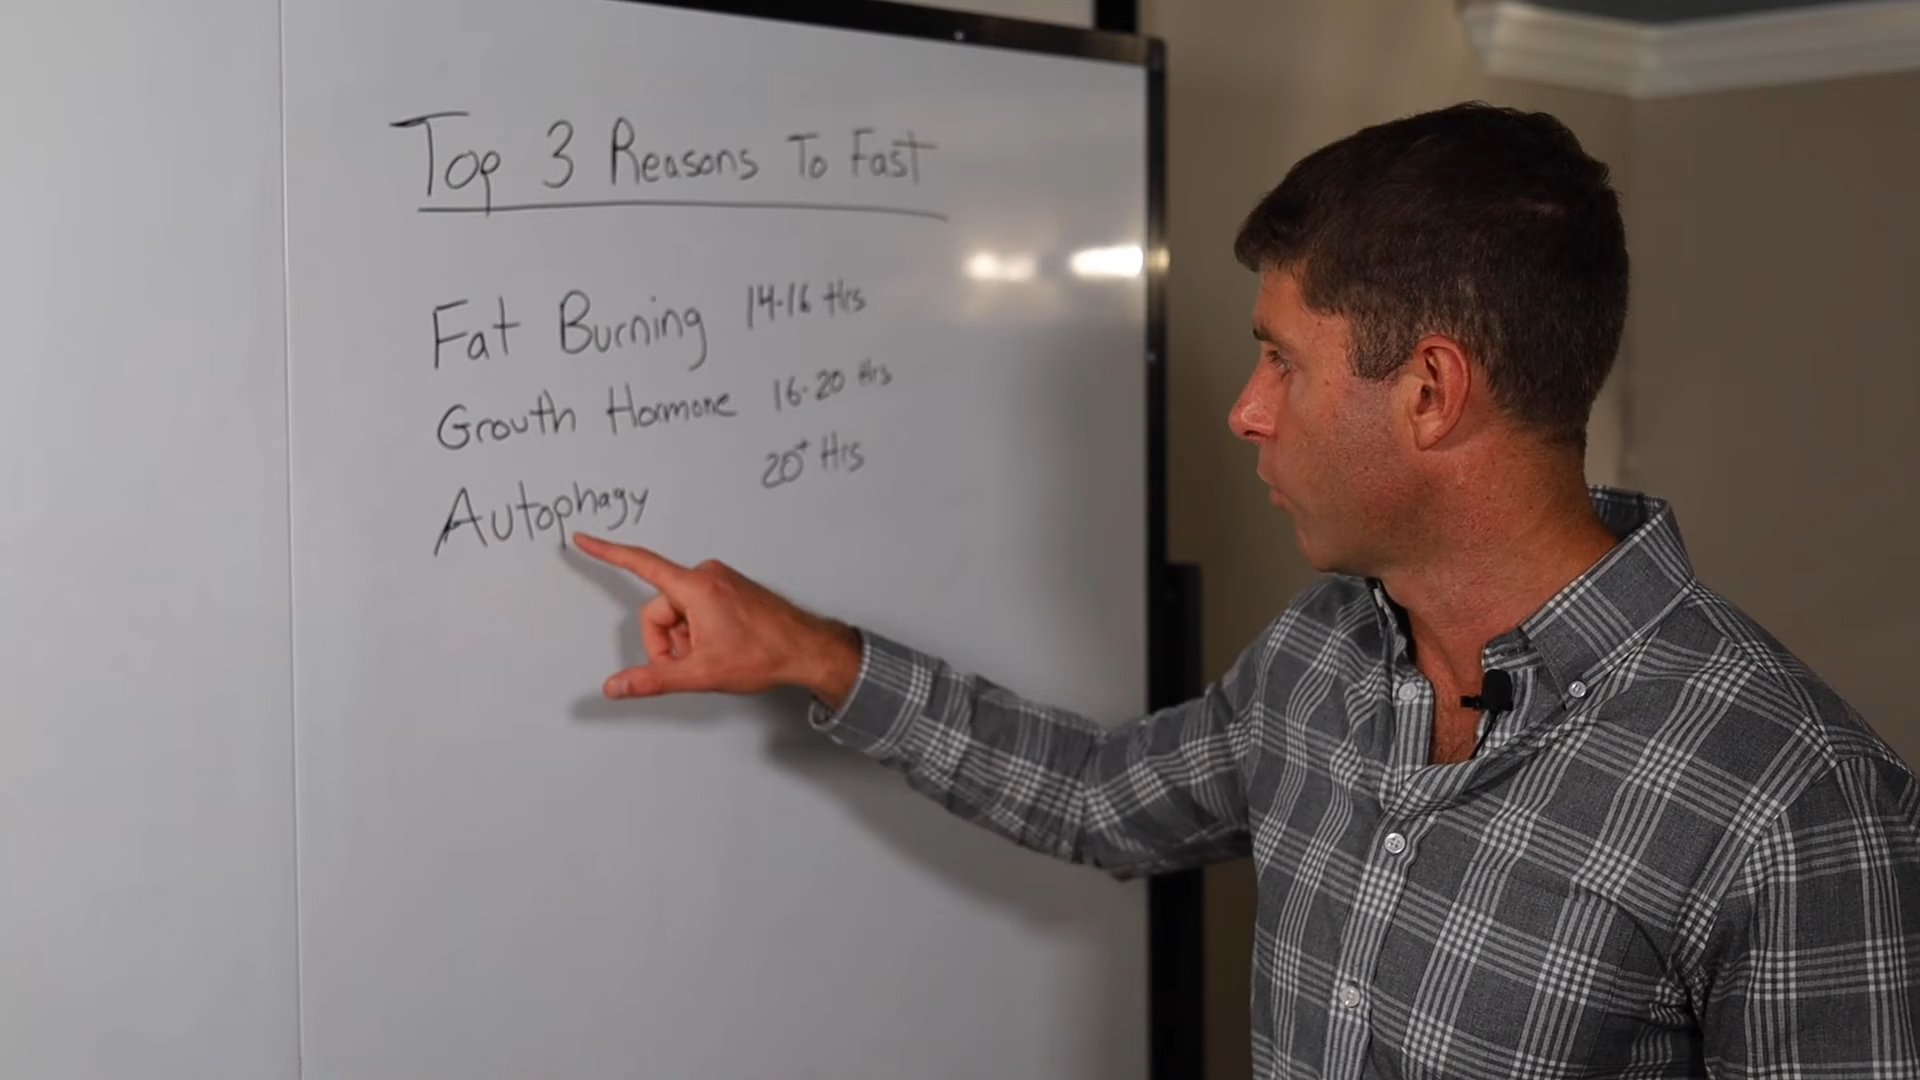 Top 3 Reasons To Fast
Fat Burning 14-16 Hrs
Growth Hormone 16-20 Hrs
Autophagy 20+ Hrs